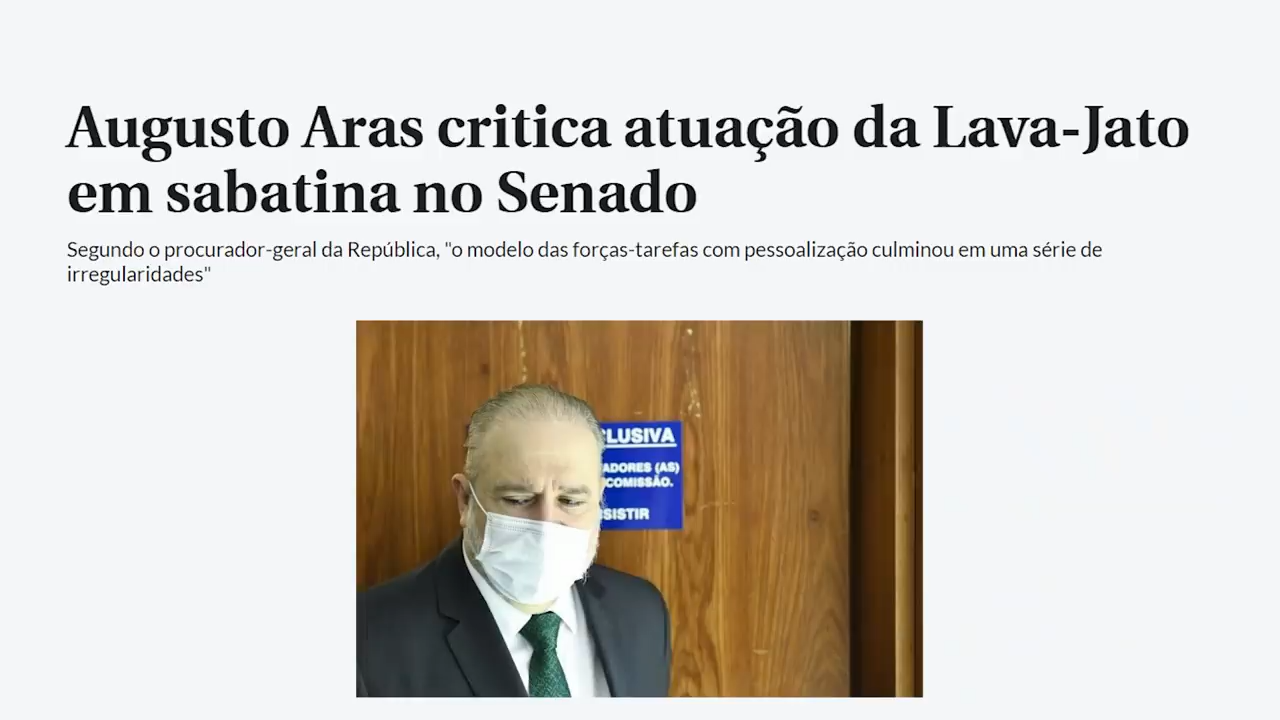 Augusto Aras critica atuação da Lava-Jato
em sabatina no Senado
Segundo o procurador-geral da República, "o modelo das forças-tarefas com pessoalização culminou em uma série de
irregularidades"
CLUSIVA
ADORES (AS)
COMISSÃO.
SISTIR